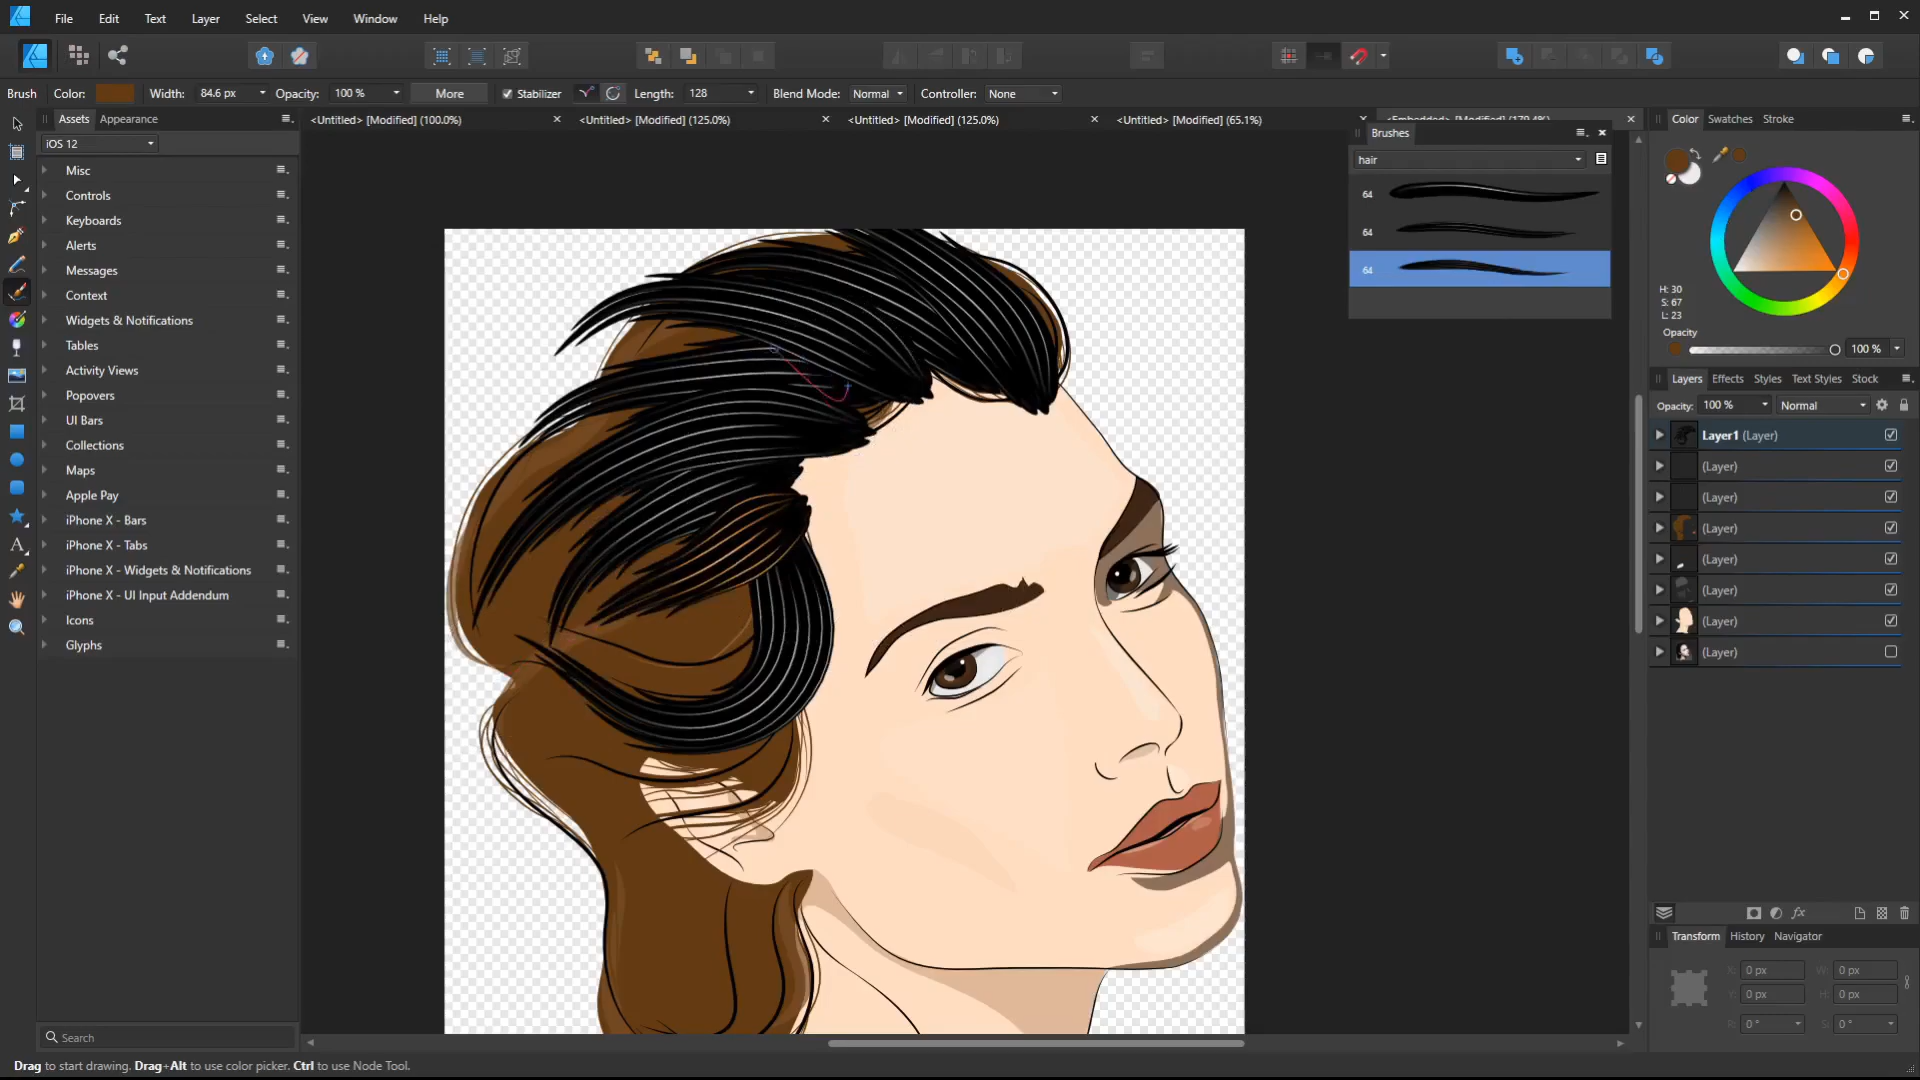 File Edit Text Layer Select View Window Help
Brush Color: Width: 84.6 px Opacity: 100 % More Stabilizer Length: 128 Blend Mode: Normal Controller: None
Assets Appearance
<Untitled> [Modified] (100.0%) <Untitled> [Modified] (125.0%) <Untitled> [Modified] (125.0%) <Untitled> [Modified] (65.1%) <Embedded> [Modified] (179.4%)
iOS 12
Misc
Controls
Keyboards
Alerts
Messages
Context
Widgets & Notifications
Tables
Activity Views
Popovers
UI Bars
Collections
Maps
Apple Pay
iPhone X - Bars
iPhone X - Tabs
iPhone X - Widgets & Notifications
iPhone X - UI Input Addendum
Icons
Glyphs
Search
Brushes
hair
64
64
64
Color Swatches Stroke
H: 30
S: 67
L: 23
Opacity
100 %
Layers Effects Styles Text Styles Stock
Opacity: 100 % Normal
Layer1 (Layer)
(Layer)
(Layer)
(Layer)
(Layer)
(Layer)
(Layer)
(Layer)
fx
Transform History Navigator
X: 0 px W: 0 px
Y: 0 px H: 0 px
R: 0 ° S: 0 °
Drag to start drawing. Drag+Alt to use color picker. Ctrl to use Node Tool.